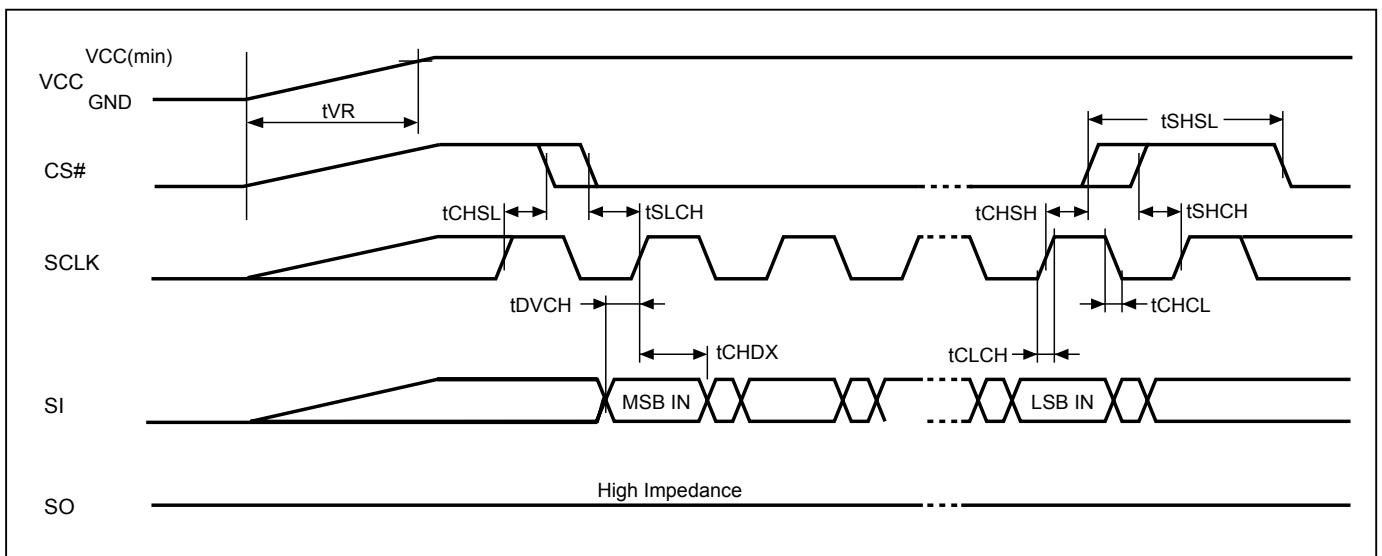 VCC(min)
VCC
GND
tVR
tSHSL
CS#
tCHSL
tSLCH
tCHSH
tSHCH
SCLK
tDVCH
tCHCL
tCHDX
tCLCH
SI
MSB IN
LSB IN
High Impedance
SO